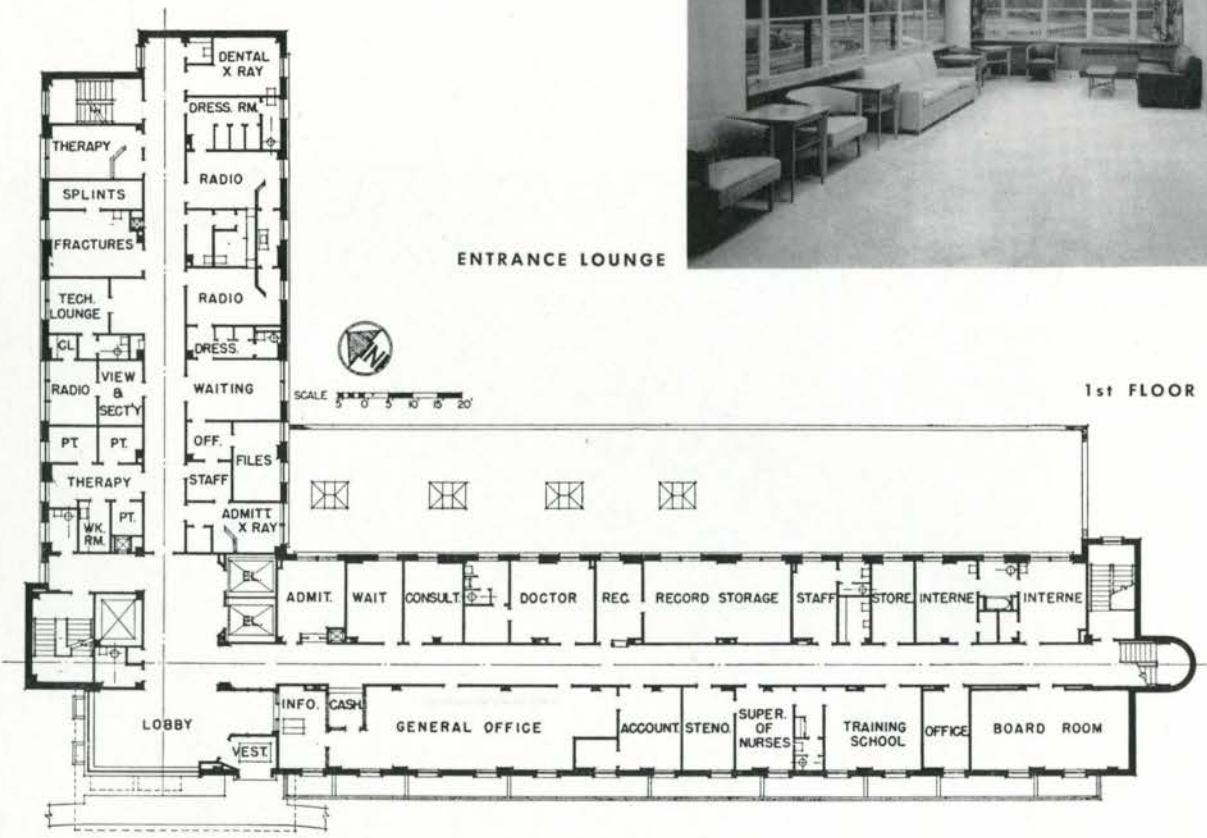 DENTAL
X RAY
DRESS. RM.
THERAPY
RADIO
SPLINTS
FRACTURES
ENTRANCE LOUNGE
TECH.
LOUNGE
RADIO
CL.
DRESS.
RADIO
VIEW
&
SECT'Y
WAITING
SCALE
5 0 5 10 15 20'
N
1st FLOOR
PT.
PT.
OFF.
FILES
THERAPY
STAFF
WK.
RM.
PT.
ADMITT.
X RAY
EL.
EL.
ADMIT.
WAIT
CONSULT.
DOCTOR
REC.
RECORD STORAGE
STAFF
STORE
INTERNE
INTERNE
LOBBY
VEST.
INFO.
CASH.
GENERAL OFFICE
ACCOUNT.
STENO.
SUPER.
OF
NURSES
TRAINING
SCHOOL
OFFICE
BOARD ROOM